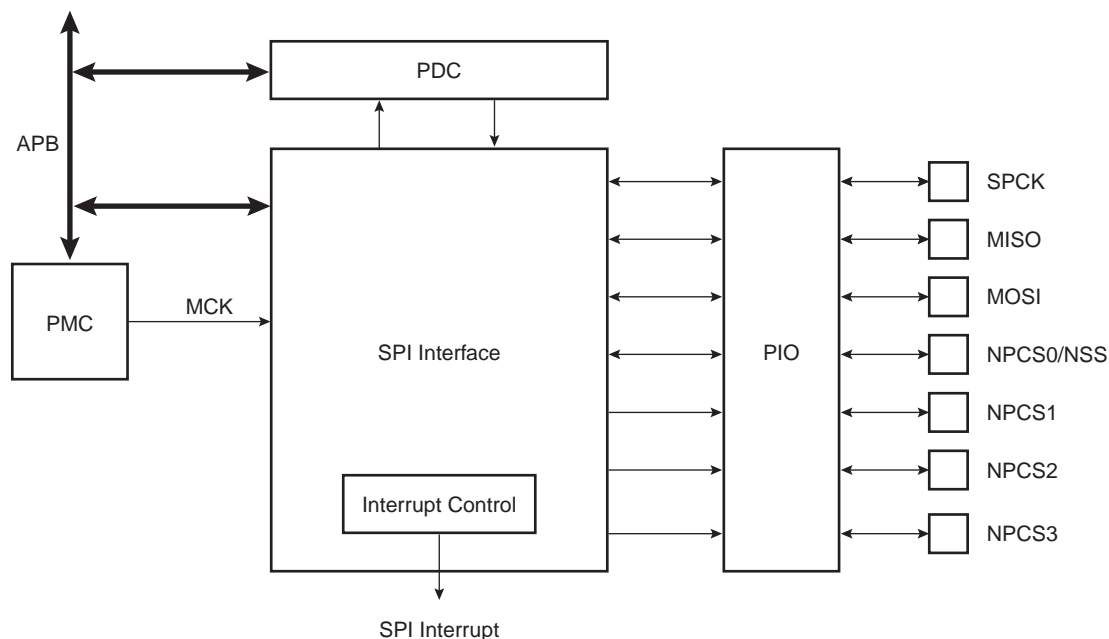 PDC
APB
SPCK
MISO
MOSI
MCK
PMC
SPI Interface
PIO
NPCS0/NSS
NPCS1
NPCS2
Interrupt Control
NPCS3
SPI Interrupt